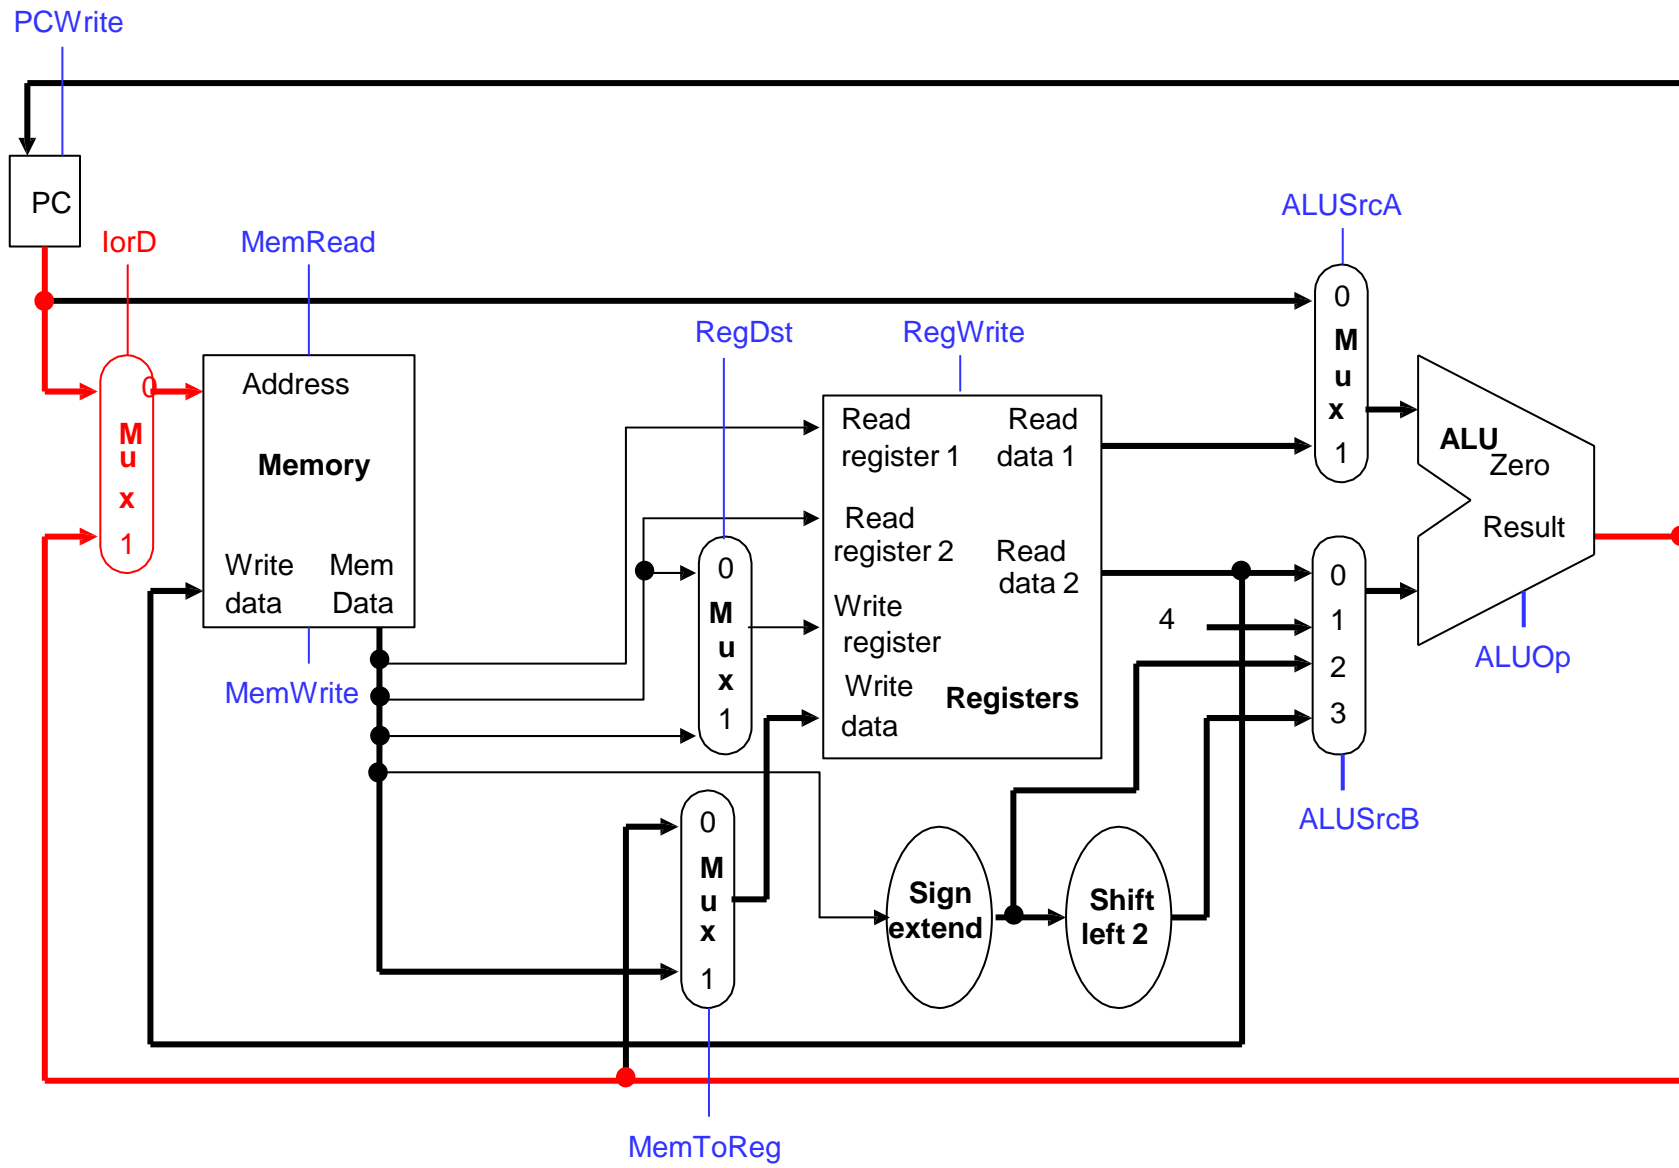 PCWrite
PC
IorD
MemRead
ALUSrcA
0
M
u
x
1
RegDst
RegWrite
0
M
u
x
1
Address
Memory
Write
data
Mem
Data
MemWrite
Read
register 1
Read
data 1
Read
register 2
Read
data 2
Write
register
Write
data
Registers
0
M
u
x
1
ALU
Zero
Result
ALUOp
4
0
1
2
3
ALUSrcB
0
M
u
x
1
MemToReg
Sign
extend
Shift
left 2